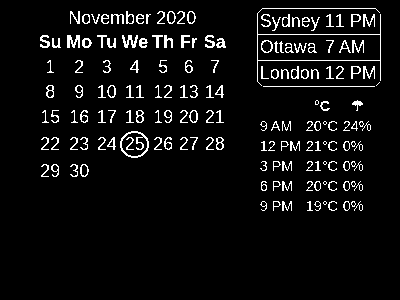 November 2020
Su Mo Tu We Th Fr Sa
1 2 3 4 5 6 7
8 9 10 11 12 13 14
15 16 17 18 19 20 21
22 23 24 25 26 27 28
29 30
Sydney 11 PM
Ottawa 7 AM
London 12 PM
°C ☂
9 AM 20°C 24%
12 PM 21°C 0%
3 PM 21°C 0%
6 PM 20°C 0%
9 PM 19°C 0%